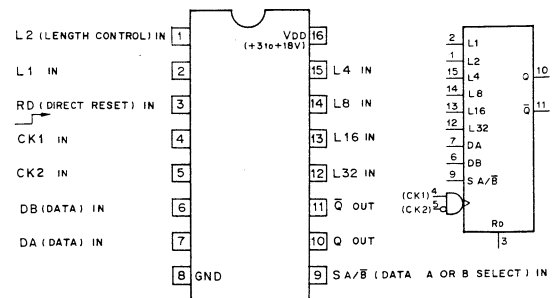 L2 (LENGTH CONTROL) IN 1
L1 IN 2
RD (DIRECT RESET) IN 3
CK1 IN 4
CK2 IN 5
DB (DATA) IN 6
DA (DATA) IN 7
8 GND
VDD 16
(+3 to +18V)
15 L4 IN
14 L8 IN
13 L16 IN
12 L32 IN
11 Q̅ OUT
10 Q OUT
9 S A/B̅ (DATA A OR B SELECT) IN
2 L1
1 L2
15 L4
14 L8
13 L16
12 L32
7 DA
6 DB
9 S A/B̅
(CK1) 4
(CK2) 5
Q 10
Q̅ 11
RD
3